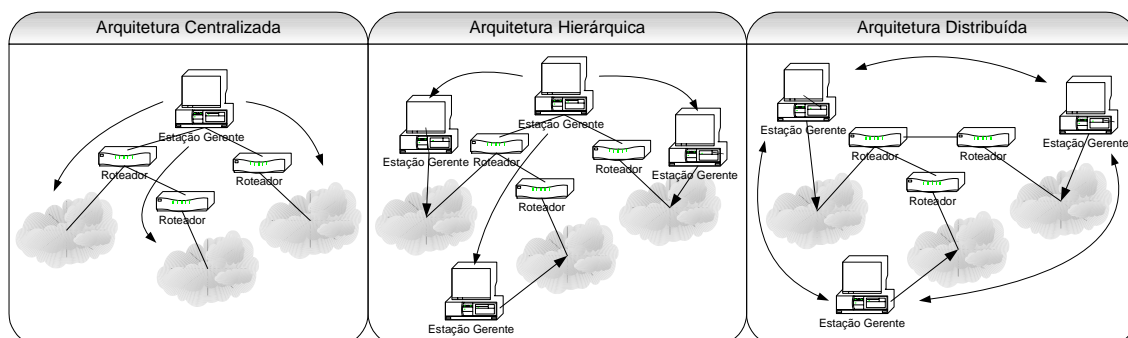 Arquitetura Centralizada
Estação Gerente
Roteador
Roteador
Roteador
Arquitetura Hierárquica
Estação Gerente
Estação Gerente
Roteador
Roteador
Estação Gerente
Roteador
Estação Gerente
Arquitetura Distribuída
Estação Gerente
Estação Gerente
Roteador
Roteador
Roteador
Estação Gerente